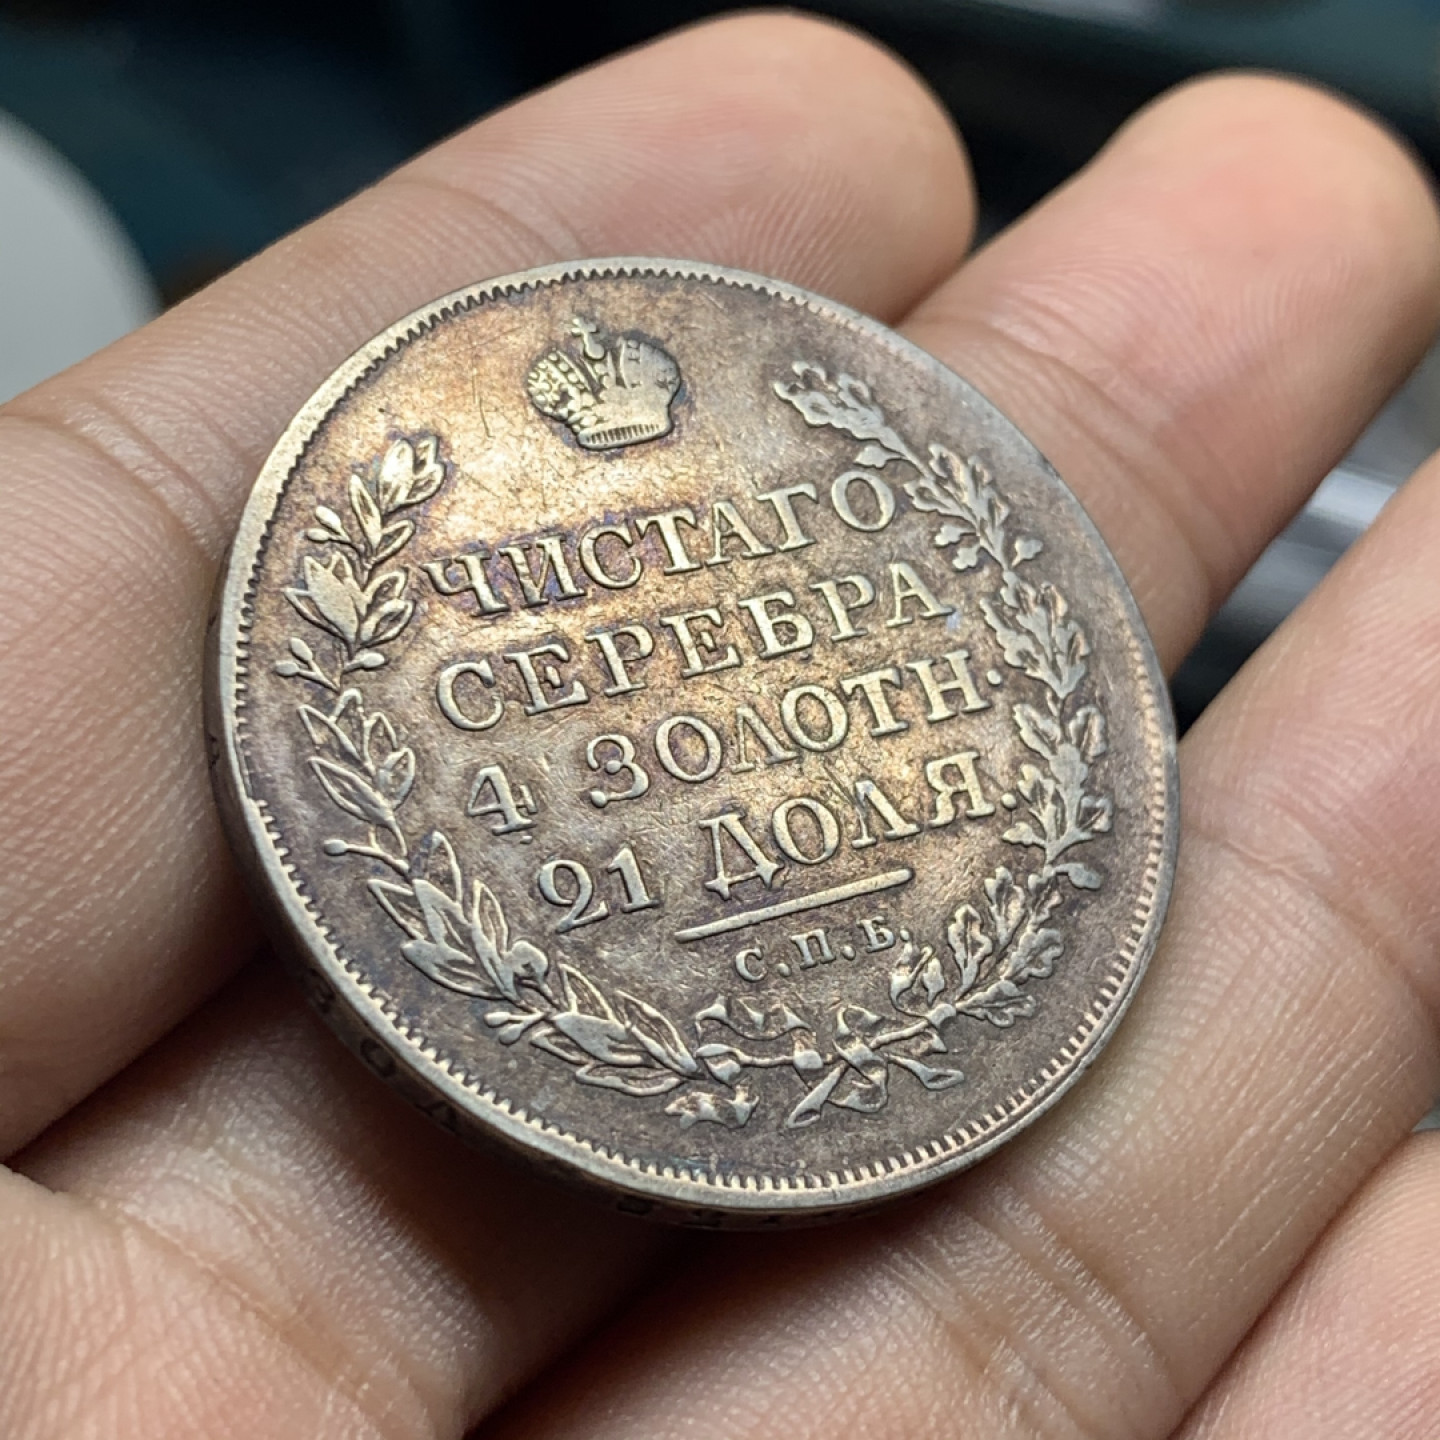 ЧИСТАГО
СЕРЕБРА
4 ЗОЛОТН.
21 ДОЛЯ.
С.П.Б.